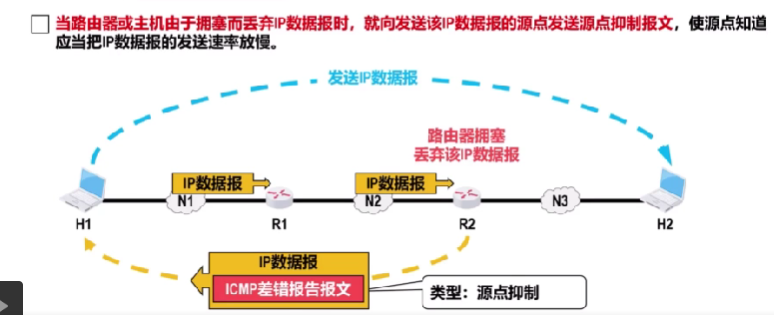 当路由器或主机由于拥塞而丢弃IP数据报时，就向发送该IP数据报的源点发送源点抑制报文，使源点知道
应当把IP数据报的发送速率放慢。
发送IP数据报
路由器拥塞
丢弃该IP数据报
IP数据报
IP数据报
N1
N2
N3
H1
R1
R2
H2
IP数据报
ICMP差错报告报文
类型：源点抑制